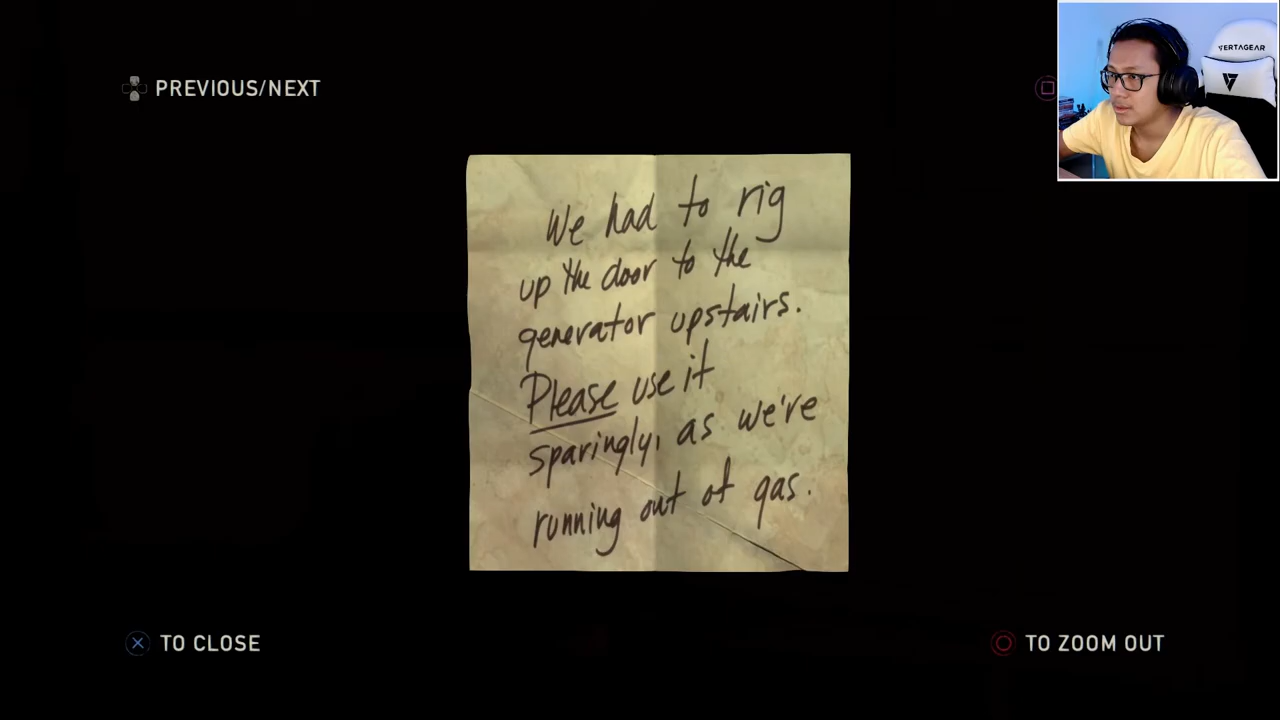 PREVIOUS/NEXT
VERTAGEAR
We had to rig
up the door to the
generator upstairs.
Please use it
sparingly, as we're
running out of gas.
TO CLOSE
TO ZOOM OUT